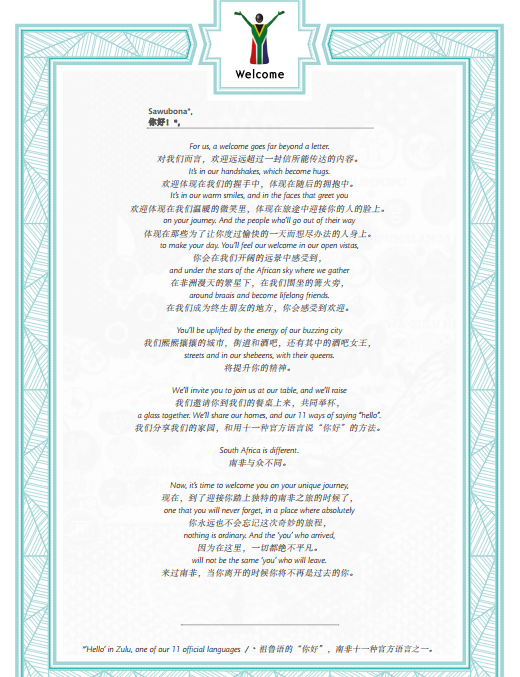 Welcome
Sawubona*,
你好！*,
For us, a welcome goes far beyond a letter.
对我们而言，欢迎远远超过一封信所能传达的内容。
It's in our handshakes, which become hugs.
欢迎体现在我们的握手中，体现在随后的拥抱中。
It's in our warm smiles, and in the faces that greet you
欢迎体现在我们温暖的微笑里，体现在旅途中迎接你的人的脸上。
on your journey. And the people who'll go out of their way
体现在那些为了让你度过愉快的一天而想尽办法的人身上。
to make your day. You'll feel our welcome in our open vistas,
你会在我们开阔的远景中感受到，
and under the stars of the African sky where we gather
在非洲漫天的繁星下，在我们围坐的篝火旁，
around braais and become lifelong friends.
在我们成为终生朋友的地方，你会感受到欢迎。
You'll be uplifted by the energy of our buzzing city
我们熙熙攘攘的城市，街道和酒吧，还有其中的酒吧女王，
streets and in our shebeens, with their queens.
将提升你的精神。
We'll invite you to join us at our table, and we'll raise
我们邀请你到我们的餐桌上来，共同举杯，
a glass together. We'll share our homes, and our 11 ways of saying “hello”.
我们分享我们的家园，和用十一种官方语言说“你好”的方法。
South Africa is different.
南非与众不同。
Now, it's time to welcome you on your unique journey,
现在，到了迎接你踏上独特的南非之旅的时候了，
one that you will never forget, in a place where absolutely
你永远也不会忘记这次奇妙的旅程，
nothing is ordinary. And the ‘you’ who arrived,
因为在这里，一切都绝不平凡。
will not be the same ‘you’ who will leave.
来过南非，当你离开的时候你将不再是过去的你。
*‘Hello’ in Zulu, one of our 11 official languages / * 祖鲁语的“你好”，南非十一种官方语言之一。